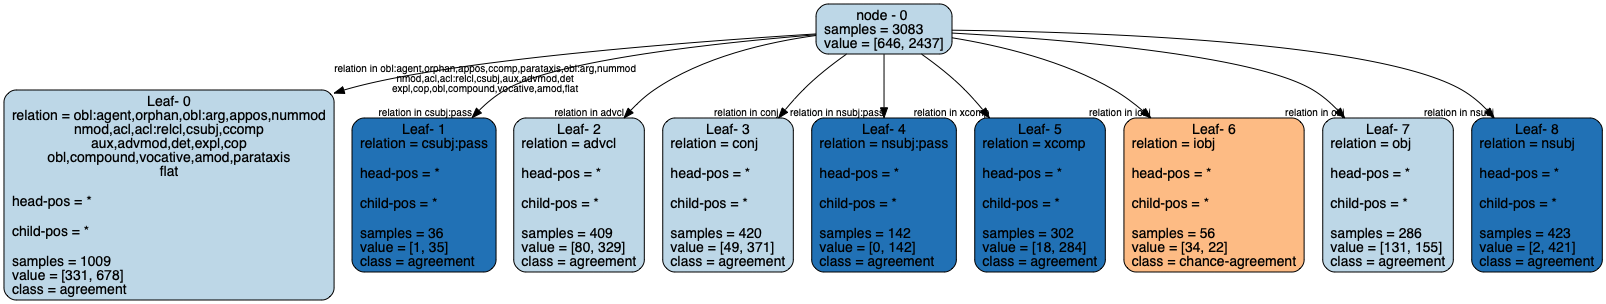 node - 0
samples = 3083
value = [646, 2437]
relation in obl:agent,orphan,appos,ccomp,parataxis,obl:arg,nummod
nmod,acl,acl:relcl,csubj,aux,advmod,det
expl,cop,obl,compound,vocative,amod,flat
relation in csubj:pass
relation in advcl
relation in conj
relation in nsubj:pass
relation in xcomp
relation in iobj
relation in obj
relation in nsubj
Leaf- 0
relation = obl:agent,orphan,obl:arg,appos,nummod
nmod,acl,acl:relcl,csubj,ccomp
aux,advmod,det,expl,cop
obl,compound,vocative,amod,parataxis
flat
head-pos = *
child-pos = *
samples = 1009
value = [331, 678]
class = agreement
Leaf- 1
relation = csubj:pass
head-pos = *
child-pos = *
samples = 36
value = [1, 35]
class = agreement
Leaf- 2
relation = advcl
head-pos = *
child-pos = *
samples = 409
value = [80, 329]
class = agreement
Leaf- 3
relation = conj
head-pos = *
child-pos = *
samples = 420
value = [49, 371]
class = agreement
Leaf- 4
relation = nsubj:pass
head-pos = *
child-pos = *
samples = 142
value = [0, 142]
class = agreement
Leaf- 5
relation = xcomp
head-pos = *
child-pos = *
samples = 302
value = [18, 284]
class = agreement
Leaf- 6
relation = iobj
head-pos = *
child-pos = *
samples = 56
value = [34, 22]
class = chance-agreement
Leaf- 7
relation = obj
head-pos = *
child-pos = *
samples = 286
value = [131, 155]
class = agreement
Leaf- 8
relation = nsubj
head-pos = *
child-pos = *
samples = 423
value = [2, 421]
class = agreement